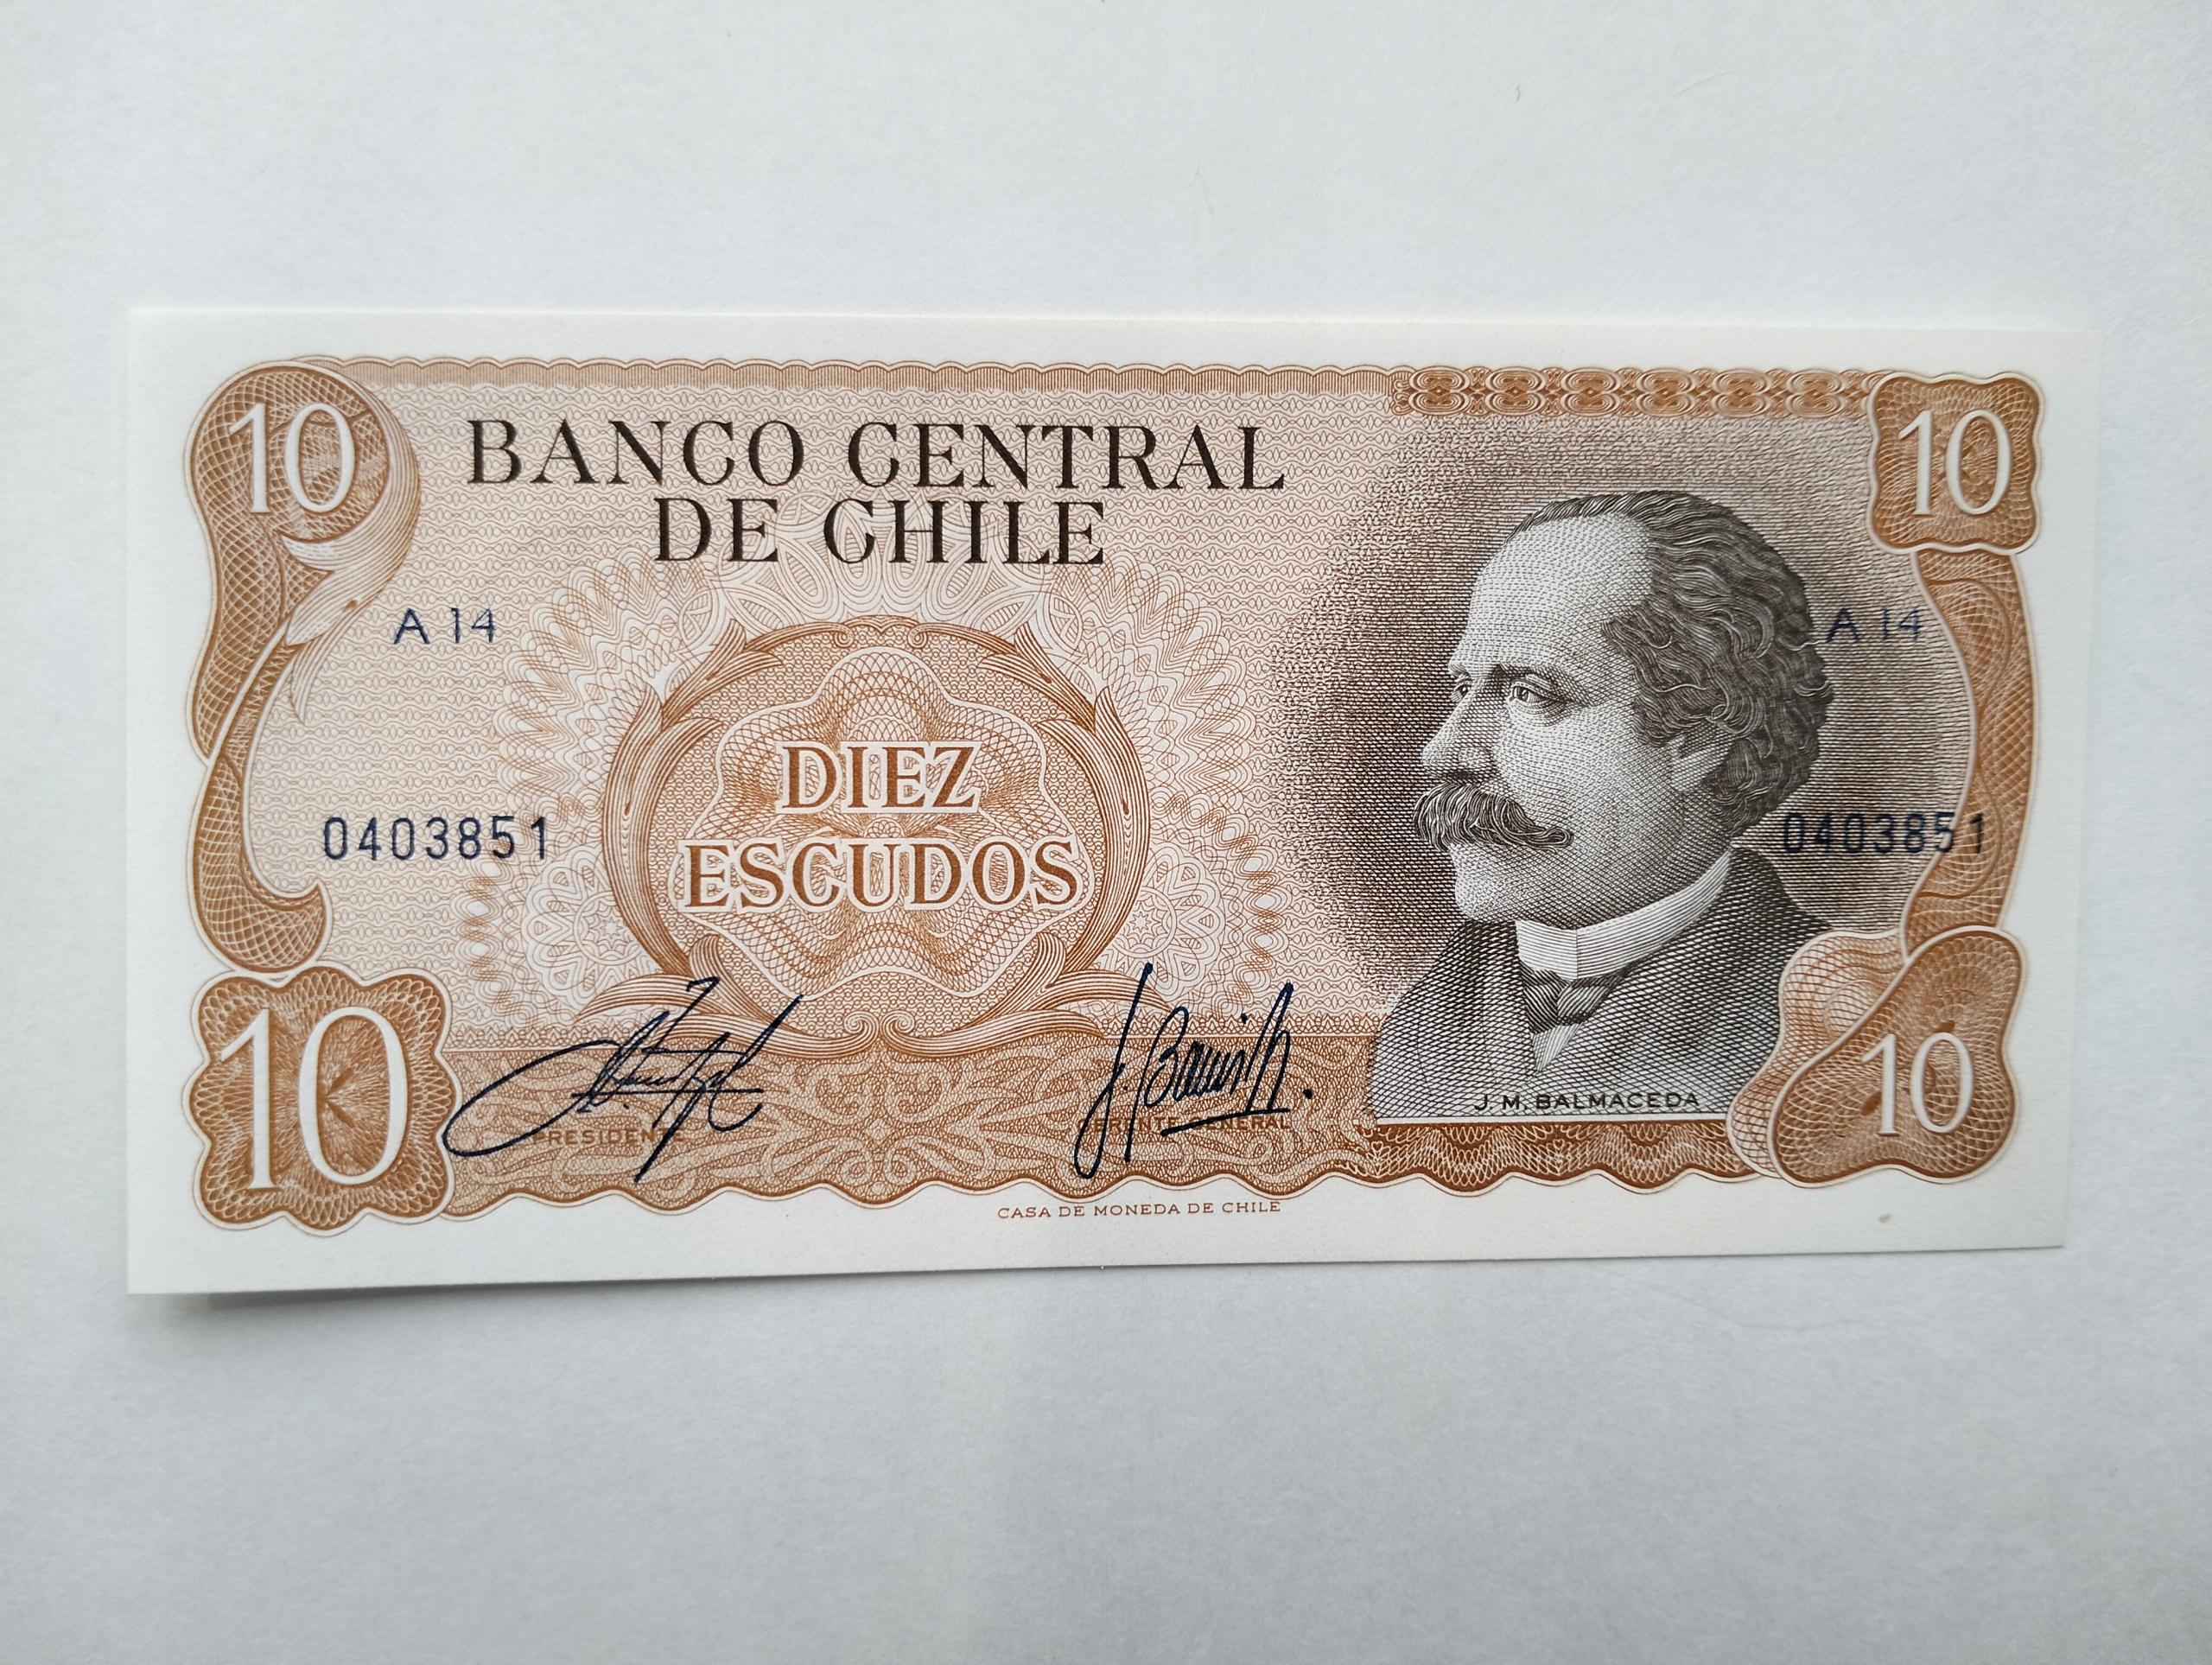 10
10
BANCO CENTRAL
DE CHILE
A 14
A 14
DIEZ
ESCUDOS
0403851
0403851
10
10
J. M. BALMACEDA
CASA DE MONEDA DE CHILE